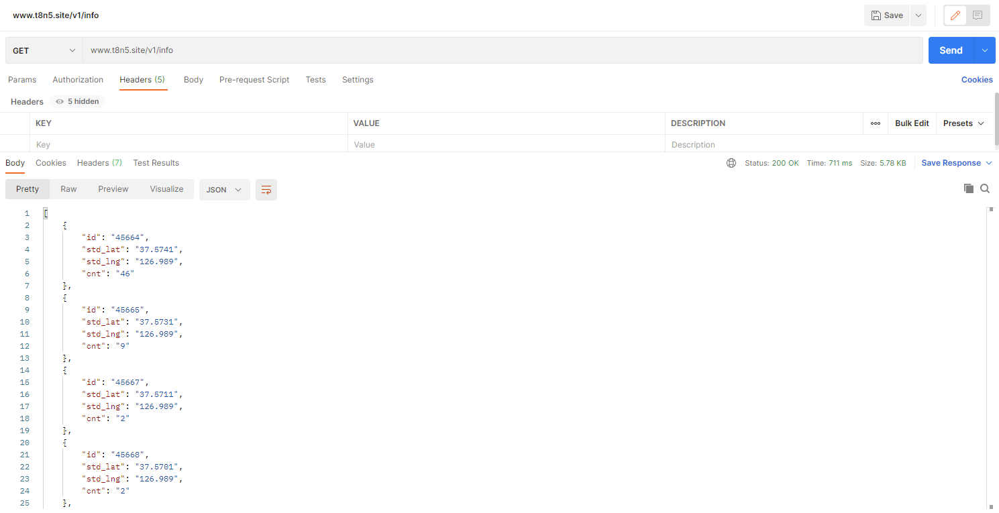 www.t8n5.site/v1/info
Save
GET www.t8n5.site/v1/info Send
Params Authorization Headers (5) Body Pre-request Script Tests Settings Cookies
Headers 5 hidden
KEY VALUE DESCRIPTION ooo Bulk Edit Presets
Key Value Description
Body Cookies Headers (7) Test Results Status: 200 OK Time: 711 ms Size: 5.78 KB Save Response
Pretty Raw Preview Visualize JSON
1 [
2 {
3 "id": "45664",
4 "std_lat": "37.5741",
5 "std_lng": "126.989",
6 "cnt": "46"
7 },
8 {
9 "id": "45665",
10 "std_lat": "37.5731",
11 "std_lng": "126.989",
12 "cnt": "9"
13 },
14 {
15 "id": "45667",
16 "std_lat": "37.5711",
17 "std_lng": "126.989",
18 "cnt": "2"
19 },
20 {
21 "id": "45668",
22 "std_lat": "37.5701",
23 "std_lng": "126.989",
24 "cnt": "2"
25 },